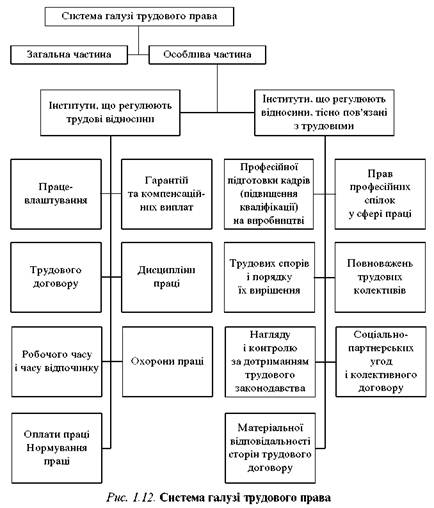 Система галузі трудового права
Загальна частина
Особлива частина
Інститути, що регулюють
трудові відносини
Інститути, що регулюють
відносини, тісно пов'язані
з трудовими
Праце-
влаштування
Гарантій
та компенсацій-
них виплат
Професійної
підготовки кадрів
(підвищення
кваліфікації)
на виробництві
Прав
професійних
спілок
у сфері праці
Трудового
договору
Дисципліни
праці
Трудових спорів
і порядку
їх вирішення
Повноважень
трудових
колективів
Робочого часу
і часу відпочинку
Охорони праці
Нагляду
і контролю
за дотриманням
трудового
законодавства
Соціально-
партнерських
угод
і колективного
договору
Оплати праці
Нормування
праці
Матеріальної
відповідальності
сторін трудового
договору
Рис. 1.12. Система галузі трудового права